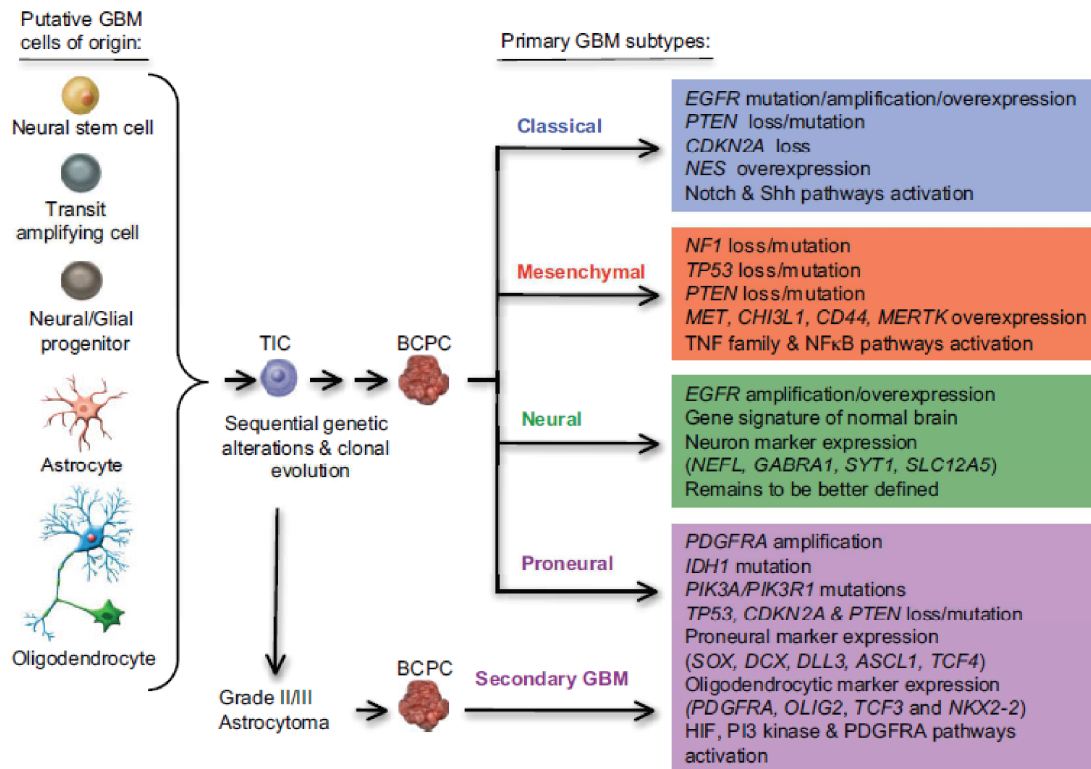 Putative GBM
cells of origin:
Neural stem cell
Transit
amplifying cell
Neural/Glial
progenitor
Astrocyte
Oligodendrocyte
TIC
BCPC
Sequential genetic
alterations & clonal
evolution
Grade II/III
Astrocytoma
BCPC
Primary GBM subtypes:
Classical
EGFR mutation/amplification/overexpression
PTEN loss/mutation
CDKN2A loss
NES overexpression
Notch & Shh pathways activation
Mesenchymal
NF1 loss/mutation
TP53 loss/mutation
PTEN loss/mutation
MET, CHI3L1, CD44, MERTK overexpression
TNF family & NFκB pathways activation
Neural
EGFR amplification/overexpression
Gene signature of normal brain
Neuron marker expression
(NEFL, GABRA1, SYT1, SLC12A5)
Remains to be better defined
Proneural
Secondary GBM
PDGFRA amplification
IDH1 mutation
PIK3A/PIK3R1 mutations
TP53, CDKN2A & PTEN loss/mutation
Proneural marker expression
(SOX, DCX, DLL3, ASCL1, TCF4)
Oligodendrocytic marker expression
(PDGFRA, OLIG2, TCF3 and NKX2-2)
HIF, PI3 kinase & PDGFRA pathways
activation